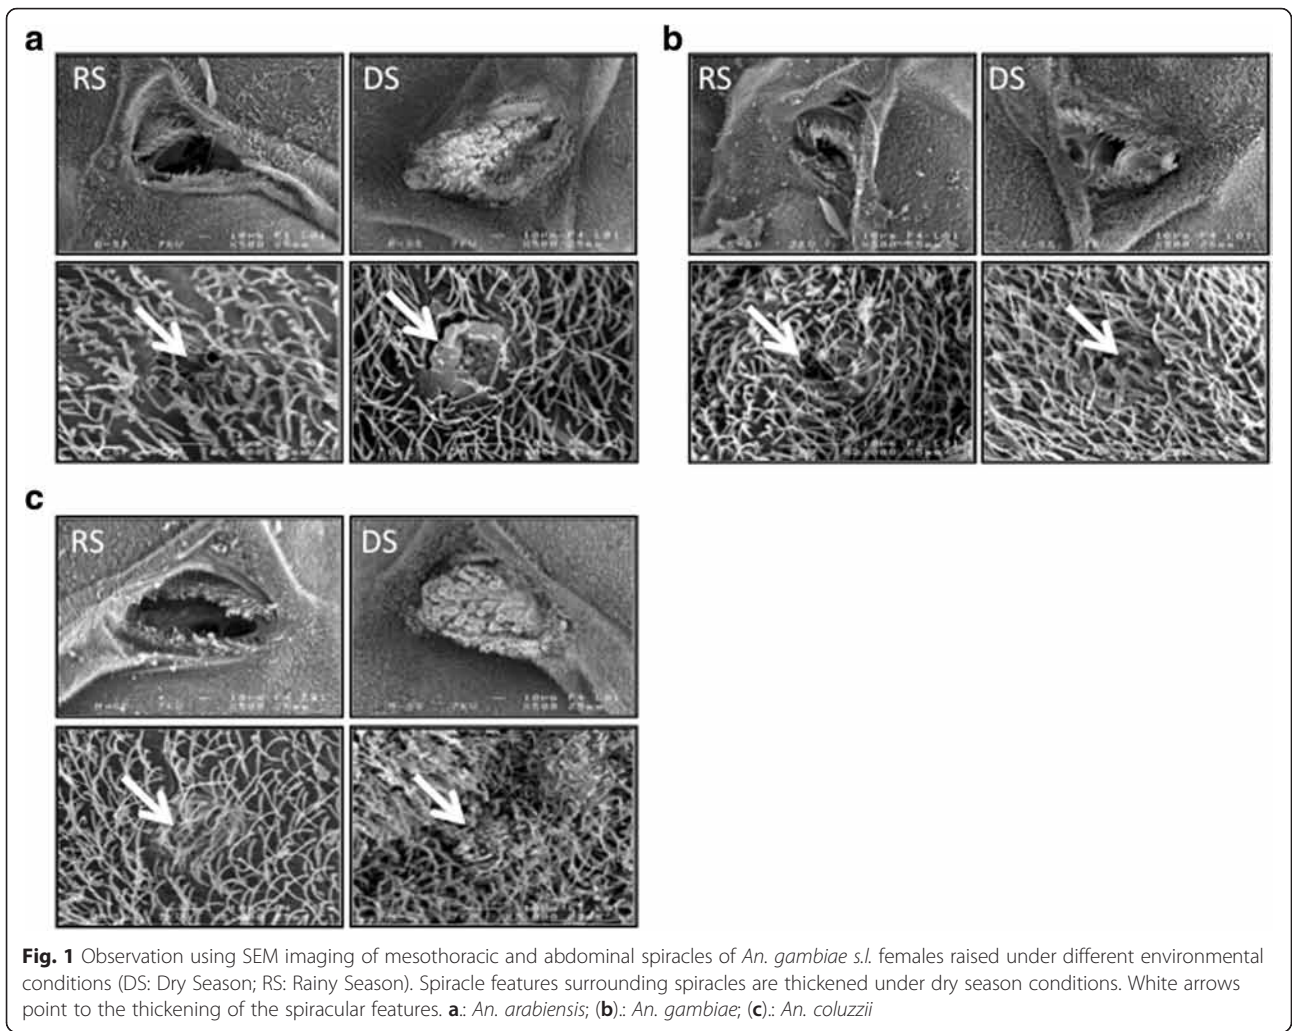 a
b
RS
DS
RS
DS
c
RS
DS
Fig. 1 Observation using SEM imaging of mesothoracic and abdominal spiracles of An. gambiae s.l. females raised under different environmental
conditions (DS: Dry Season; RS: Rainy Season). Spiracle features surrounding spiracles are thickened under dry season conditions. White arrows
point to the thickening of the spiracular features. a.: An. arabiensis; (b).: An. gambiae; (c).: An. coluzzii